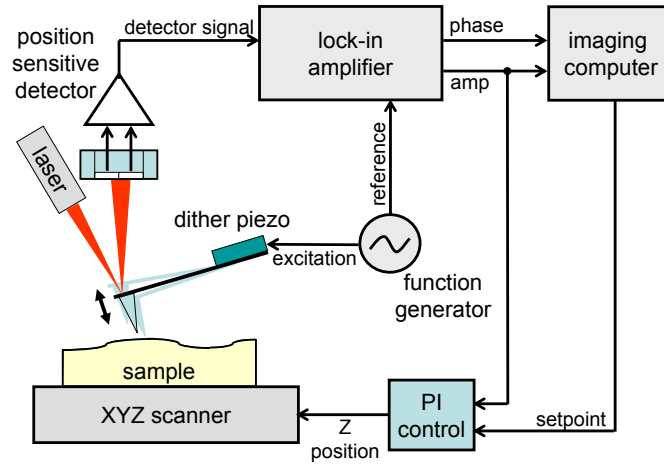 position
sensitive
detector
detector signal
lock-in
amplifier
phase
amp
imaging
computer
laser
reference
dither piezo
excitation
function
generator
sample
XYZ scanner
Z
position
PI
control
setpoint